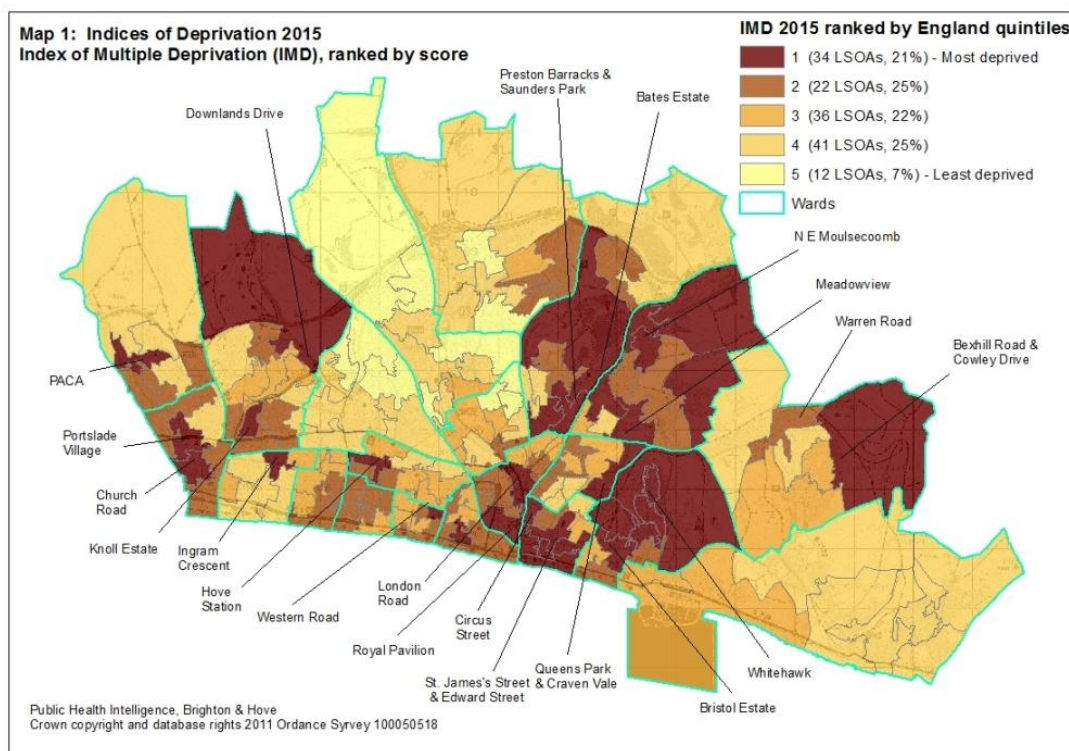 Map 1: Indices of Deprivation 2015
Index of Multiple Deprivation (IMD), ranked by score
IMD 2015 ranked by England quintiles
1 (34 LSOAs, 21%) - Most deprived
2 (22 LSOAs, 25%)
3 (36 LSOAs, 22%)
4 (41 LSOAs, 25%)
5 (12 LSOAs, 7%) - Least deprived
Wards
Preston Barracks &
Saunders Park
Bates Estate
Downlands Drive
N E Moulsecoomb
Meadowview
Warren Road
Bexhill Road &
Cowley Drive
PACA
Portslade
Village
Church
Road
Knoll Estate
Ingram
Crescent
Hove
Station
Western Road
London
Road
Royal Pavilion
Circus
Street
St. James's Street
& Edward Street
Queens Park
& Craven Vale
Whitehawk
Bristol Estate
Public Health Intelligence, Brighton & Hove
Crown copyright and database rights 2011 Ordance Syrvey 100050518